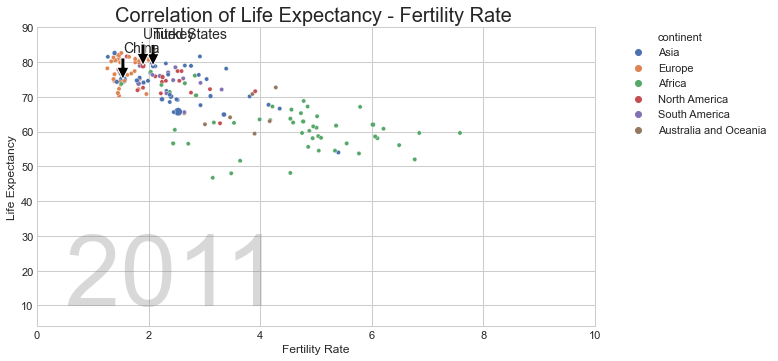 Correlation of Life Expectancy - Fertility Rate
90
80
70
60
50
40
30
20
10
Life Expectancy
United States
Turkey
China
2011
0
2
4
6
8
10
Fertility Rate
continent
Asia
Europe
Africa
North America
South America
Australia and Oceania